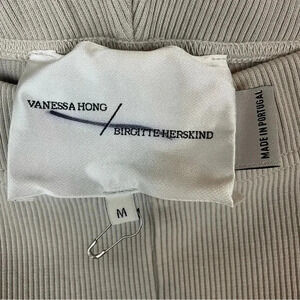 VANESSA HONG
/
BIRGITTE HERSKIND
MADE IN PORTUGAL
M